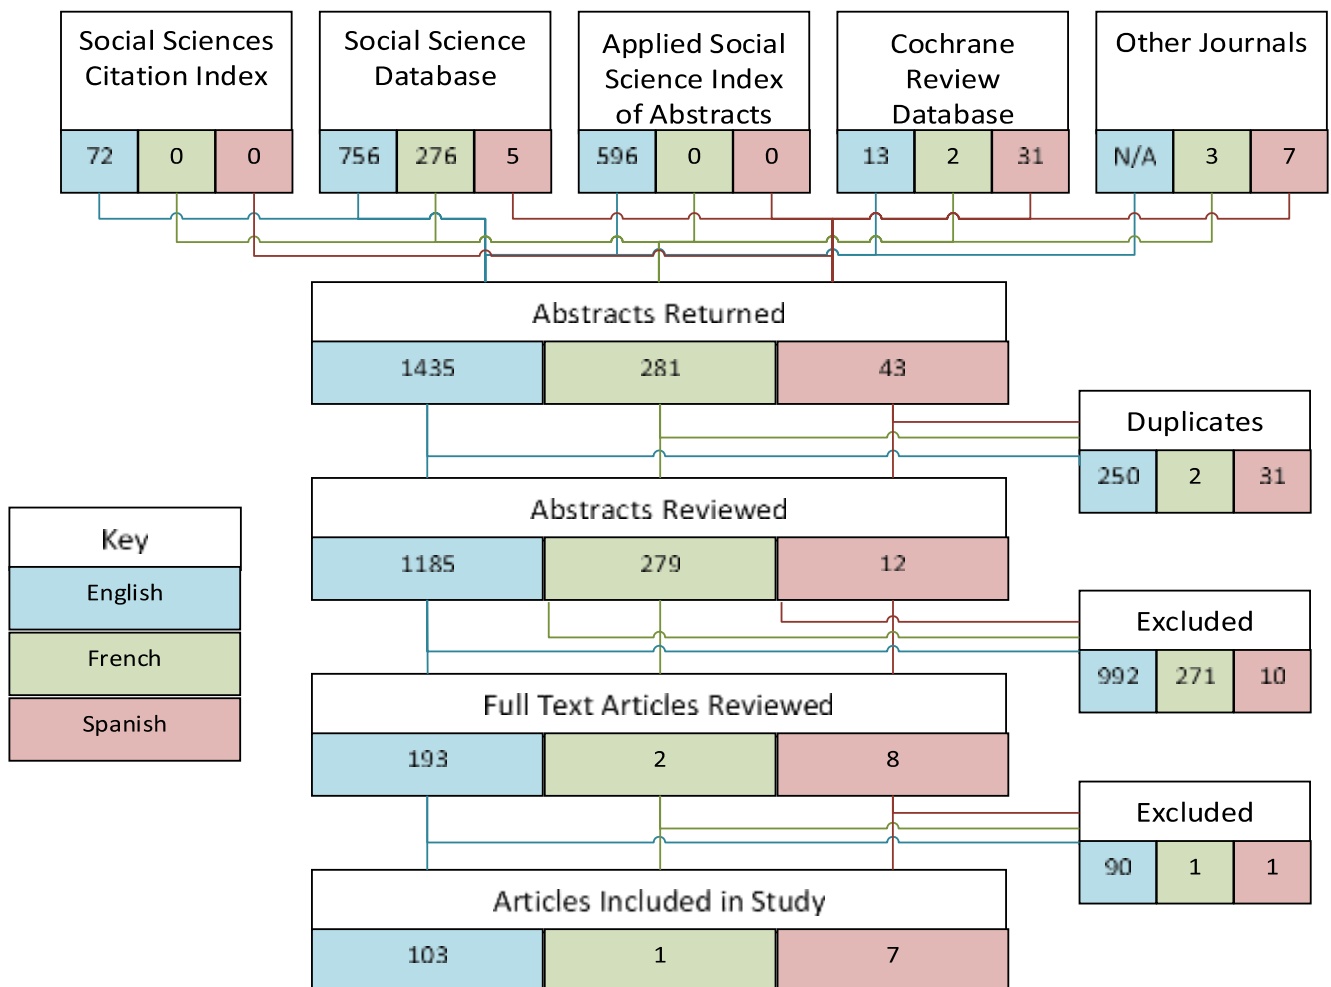 Social Sciences
Citation Index
72 0 0
Social Science
Database
756 276 5
Applied Social
Science Index
of Abstracts
596 0 0
Cochrane
Review
Database
13 2 31
Other Journals
N/A 3 7
Abstracts Returned
1435 281 43
Duplicates
250 2 31
Abstracts Reviewed
1185 279 12
Key
English
French
Spanish
Excluded
992 271 10
Full Text Articles Reviewed
193 2 8
Excluded
90 1 1
Articles Included in Study
103 1 7